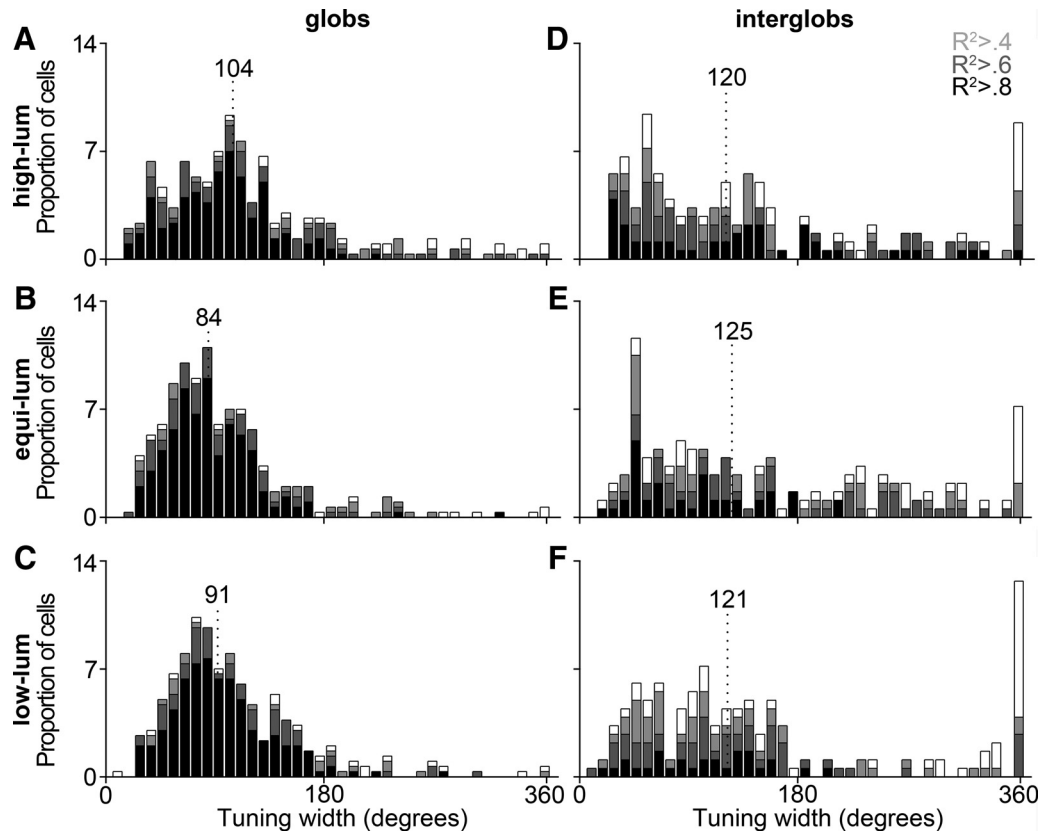 globs
interglobs
A
high-lum
Proportion of cells
14
7
0
104
D
120
R²>.4
R²>.6
R²>.8
B
equi-lum
Proportion of cells
14
7
0
84
E
125
C
low-lum
Proportion of cells
14
7
0
91
F
121
0
180
360
Tuning width (degrees)
0
180
360
Tuning width (degrees)